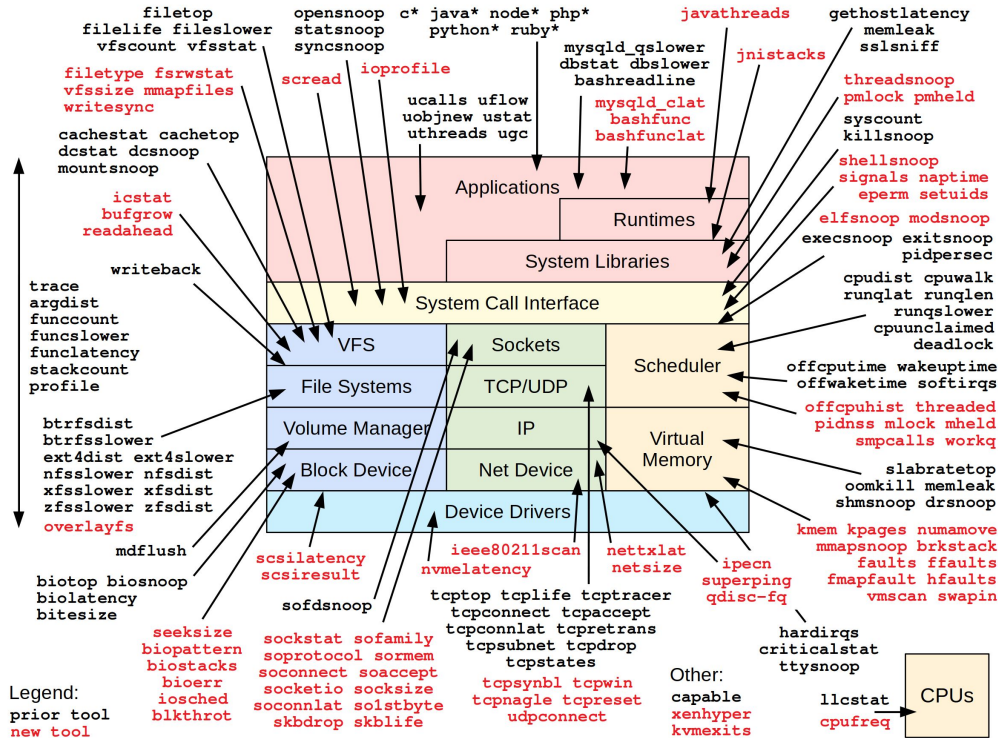 filetop
filelife fileslower
vfscount vfsstat
filetype fsrwstat
vfssize mmapfiles
writesync
cachestat cachetop
dcstat dcsnoop
mountsnoop
icstat
bufgrow
readahead
writeback
opensnoop
statsnoop
syncsnoop
scread
ioprofile
c* java* node* php*
python* ruby*
ucalls uflow
uobjnew ustat
uthreads ugc
mysqld_qslower
dbstat dbslower
bashreadline
mysqld_clat
bashfunc
bashfunclat
javathreads
jnistacks
gethostlatency
memleak
sslsniff
threadsnoop
pmlock pmheld
syscount
killsnoop
shellsnoop
signals naptime
eperm setuids
elfsnoop modsnoop
execsnoop exitsnoop
pidpersec
cpudist cpuwalk
runqlat runqlen
runqslower
cpuunclaimed
deadlock
offcputime wakeuptime
offwaketime softirqs
offcpuhist threaded
pidnss mlock mheld
smpcalls workq
slabratetop
oomkill memleak
shmsnoop drsnoop
kmem kpages numamove
mmapsnoop brkstack
faults ffaults
fmapfault hfaults
vmscan swapin
trace
argdist
funccount
funcslower
funclatency
stackcount
profile
btrfsdist
btrfsslower
ext4dist ext4slower
nfsslower nfsdist
xfsslower xfsdist
zfsslower zfsdist
overlayfs
mdflush
biotop biosnoop
biolatency
bitesize
seeksize
biopattern
biostacks
bioerr
iosched
blkthrot
Applications
Runtimes
System Libraries
System Call Interface
VFS
Sockets
Scheduler
File Systems
TCP/UDP
Volume Manager
IP
Virtual
Memory
Block Device
Net Device
Device Drivers
scsilatency
scsiresult
nvmelatency
ieee80211scan
nettxlat
netsize
ipecn
superping
qdisc-fq
sofdsnoop
sockstat sofamily
soprotocol sormem
soconnect soaccept
socketio socksize
soconnlat so1stbyte
skbdrop skblife
tcptop tcplife tcptracer
tcpconnect tcpaccept
tcpconnlat tcpretrans
tcpsubnet tcpdrop
tcpstates
tcpsynbl tcpwin
tcpnagle tcpreset
udpconnect
hardirqs
criticalstat
ttysnoop
Legend:
prior tool
new tool
Other:
capable
xenhyper
kvmexits
llcstat
cpufreq
CPUs